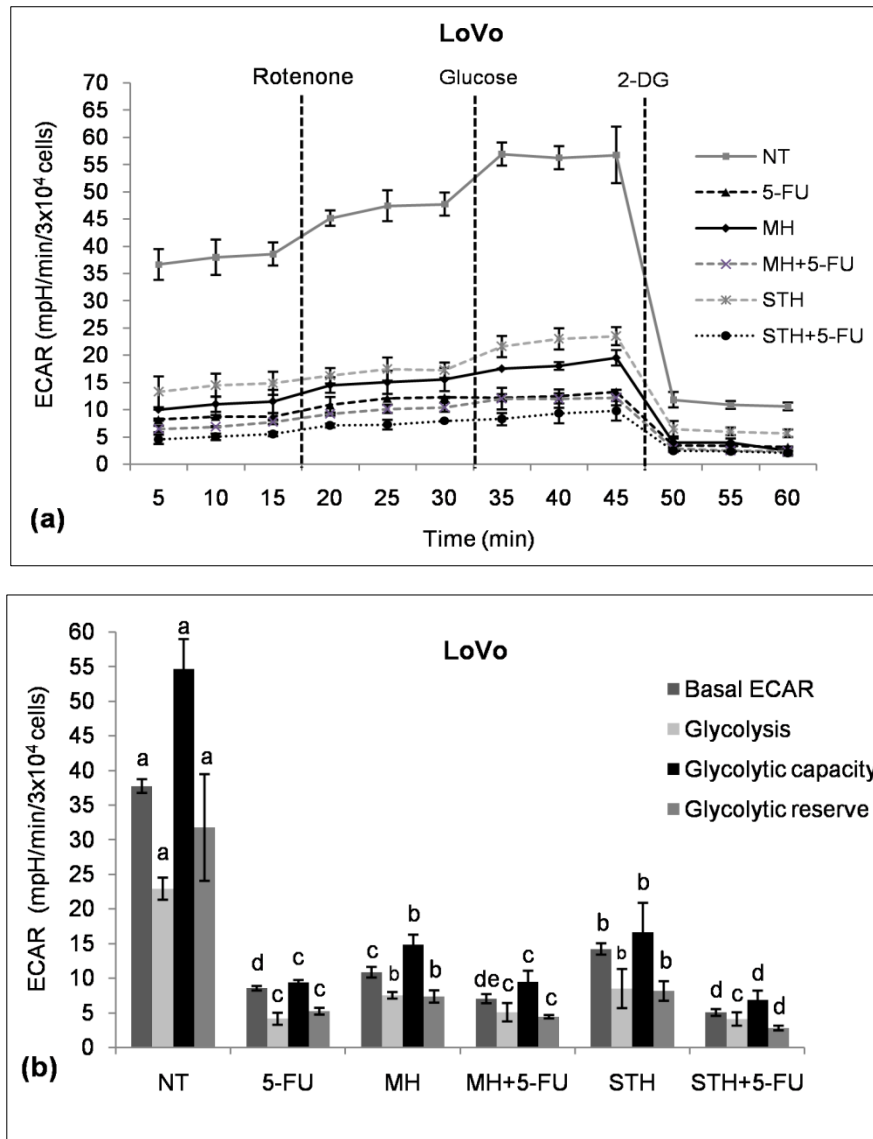 LoVo
Rotenone Glucose 2-DG
70
65
60
55
50
45
40
35
30
25
20
15
10
5
0
ECAR (mpH/min/3x10⁴ cells)
NT
5-FU
MH
MH+5-FU
STH
STH+5-FU
5 10 15 20 25 30 35 40 45 50 55 60
Time (min)
(a)
LoVo
60
55
50
45
40
35
30
25
20
15
10
5
0
ECAR (mpH/min/3x10⁴ cells)
Basal ECAR
Glycolysis
Glycolytic capacity
Glycolytic reserve
a a a a
d c c c
c b b b
de c c c
b b b b
d c d d
NT 5-FU MH MH+5-FU STH STH+5-FU
(b)